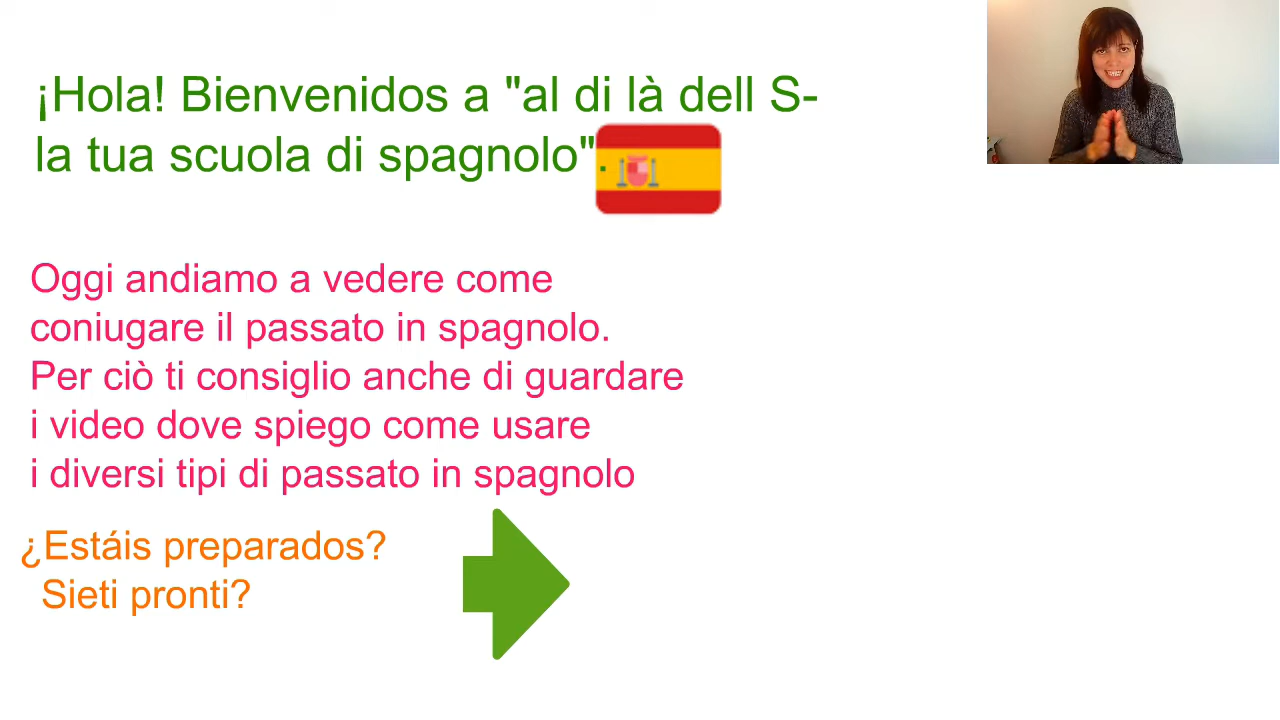 ¡Hola! Bienvenidos a "al di là dell S-
la tua scuola di spagnolo".
Oggi andiamo a vedere come
coniugare il passato in spagnolo.
Per ciò ti consiglio anche di guardare
i video dove spiego come usare
i diversi tipi di passato in spagnolo
¿Estáis preparados?
Sieti pronti?